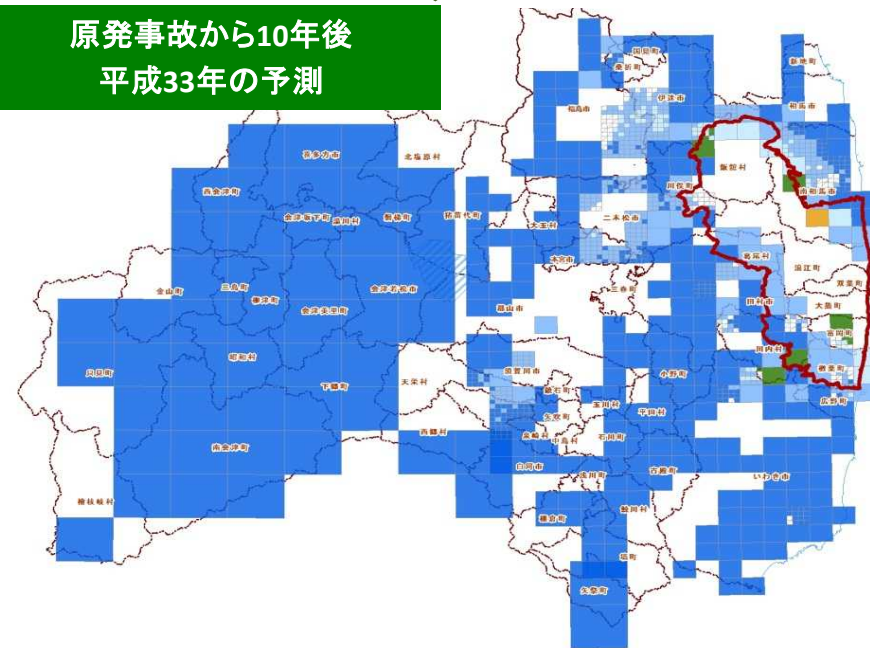 原発事故から10年後
平成33年の予測
国見町
新地町
桑折町
伊達市
相馬市
福島市
喜多方市
北塩原村
飯舘村
川俣町
南相馬市
西会津町
会津坂下町
湯川村
磐梯町
猪苗代町
二本松市
大玉村
本宮市
葛尾村
浪江町
金山町
三島町
柳津町
会津若松市
三春町
双葉町
会津美里町
郡山市
田村市
大熊町
富岡町
昭和村
川内村
只見町
下郷町
天栄村
須賀川市
小野町
楢葉町
鏡石町
広野町
玉川村
平田村
矢吹町
西郷村
泉崎村
中島村
石川町
南会津町
白河市
浅川町
古殿町
いわき市
檜枝岐村
棚倉町
鮫川村
塙町
矢祭町